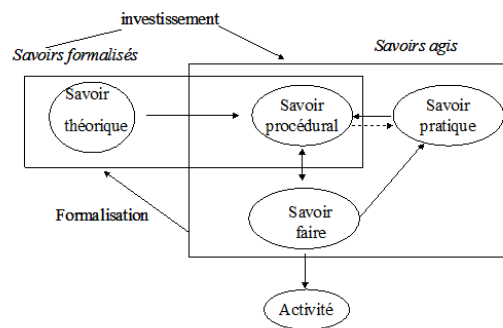 investissement
Savoirs formalisés
Savoirs agis
Savoir
théorique
Savoir
procédural
Savoir
pratique
Formalisation
Savoir
faire
Activité